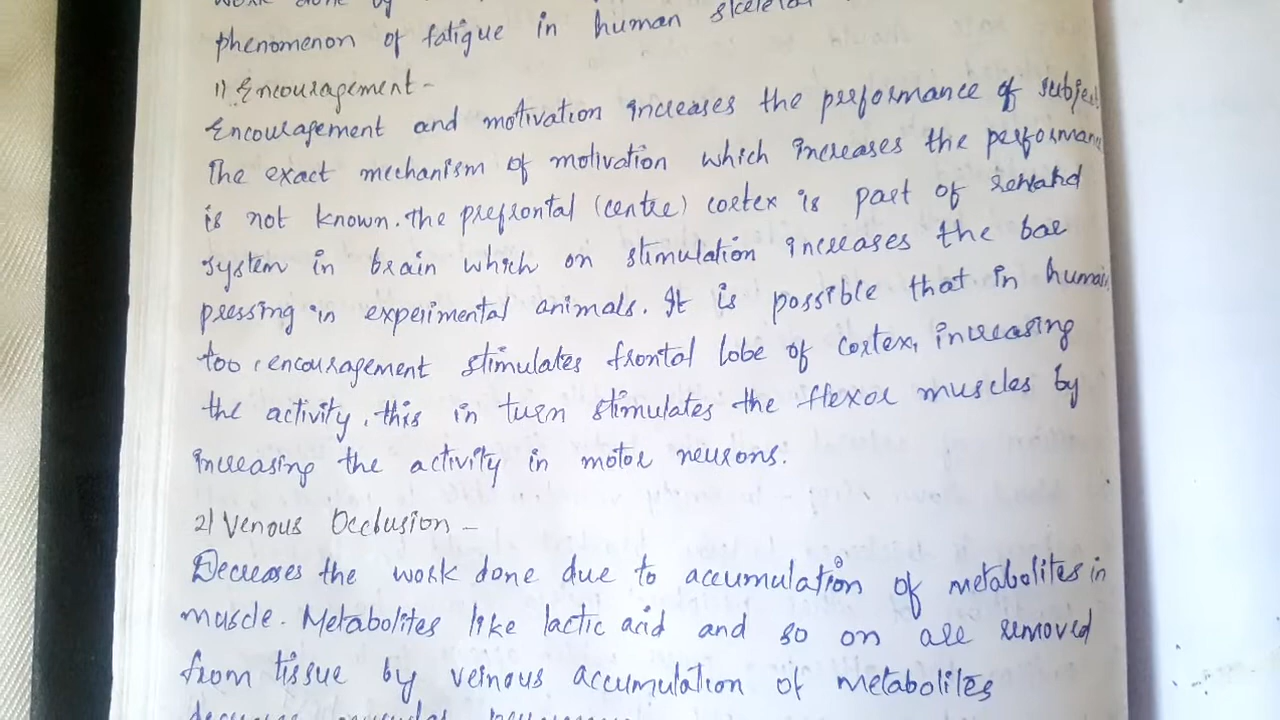 work done by
phenomenon of fatigue in human skeletal
1) Encouragement -
Encouragement and motivation increases the performance of subject
The exact mechanism of motivation which increases the performan
is not known. The prefrontal (centre) cortex is part of reward
system in brain which on stimulation increases the bar
pressing in experimental animals. It is possible that in human
too, encouragement stimulates frontal lobe of cortex, increasing
the activity, this in turn stimulates the flexor muscles by
increasing the activity in motor neurons.
2) Venous Occlusion -
Decreases the work done due to accumulation of metabolites in
muscle. Metabolites like lactic acid and so on are removed
from tissue by veinous accumulation of metabolites